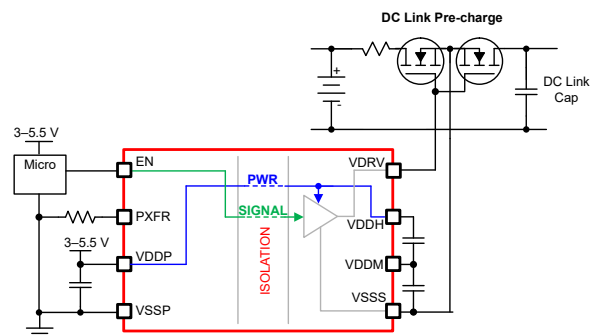 DC Link Pre-charge
+
-
DC Link
Cap
3–5.5 V
Micro
EN
PXFR
3–5.5 V
VDDP
VSSP
PWR
SIGNAL
ISOLATION
VDRV
VDDH
VDDM
VSSS